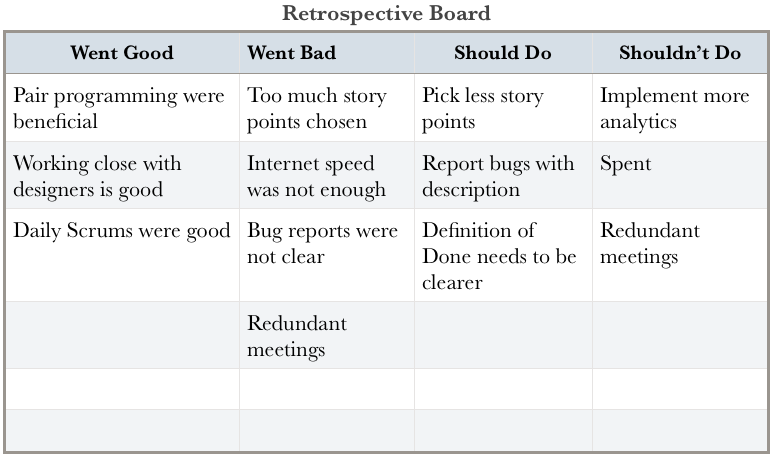 Retrospective Board
Went Good
Went Bad
Should Do
Shouldn’t Do
Pair programming were
beneficial
Too much story
points chosen
Pick less story
points
Implement more
analytics
Working close with
designers is good
Internet speed
was not enough
Report bugs with
description
Spent
Daily Scrums were good
Bug reports were
not clear
Definition of
Done needs to be
clearer
Redundant
meetings
Redundant
meetings